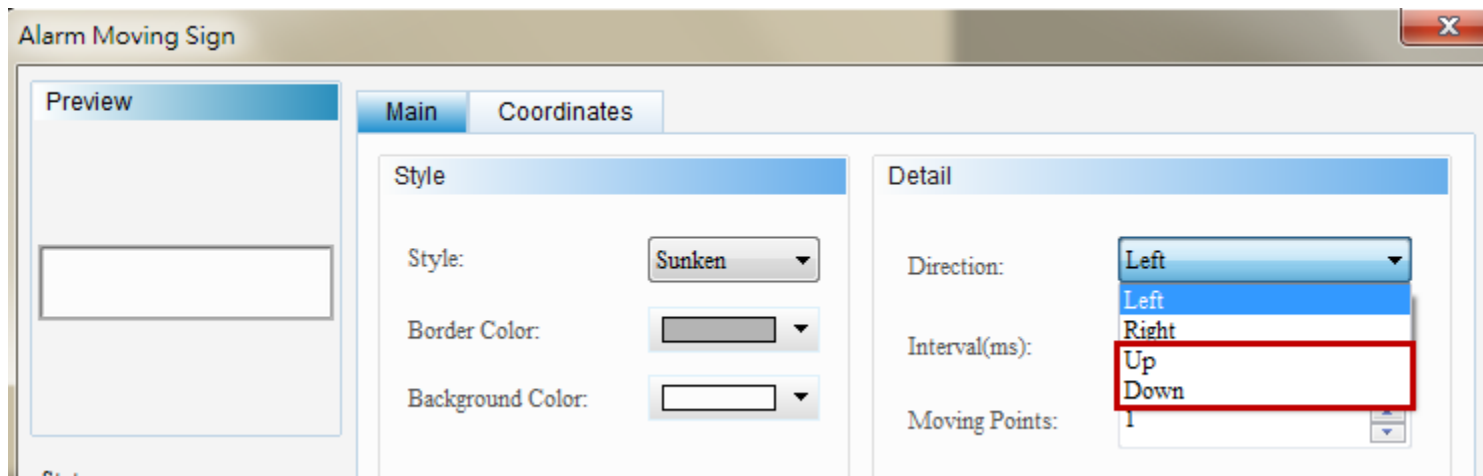 Alarm Moving Sign
Preview
Main Coordinates
Style
Style: Sunken
Border Color:
Background Color:
Detail
Direction: Left
Left
Right
Up
Down
Interval(ms):
Moving Points: 1